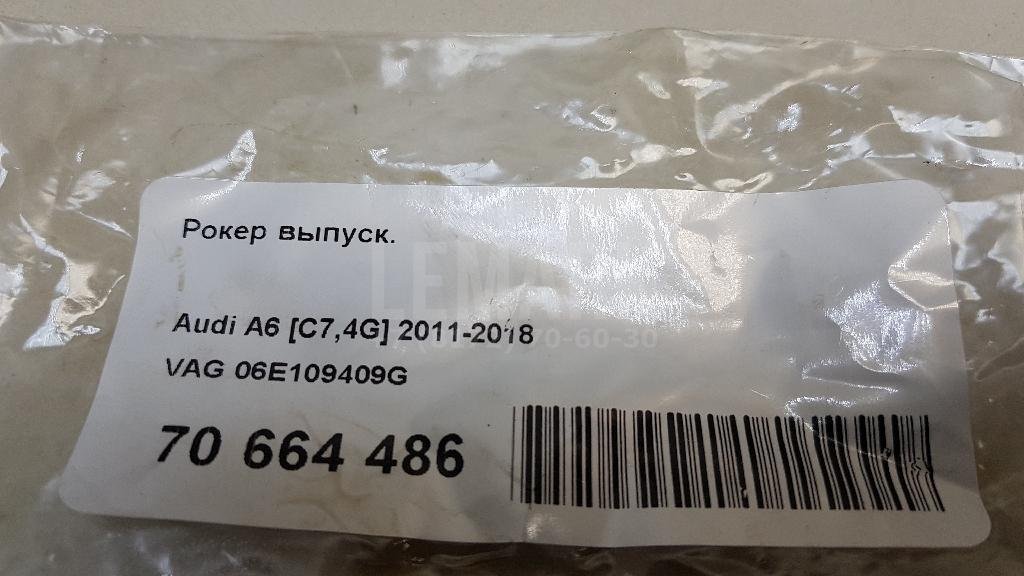 Рокер выпуск.
Audi A6 [C7,4G] 2011-2018
VAG 06E109409G
70 664 486